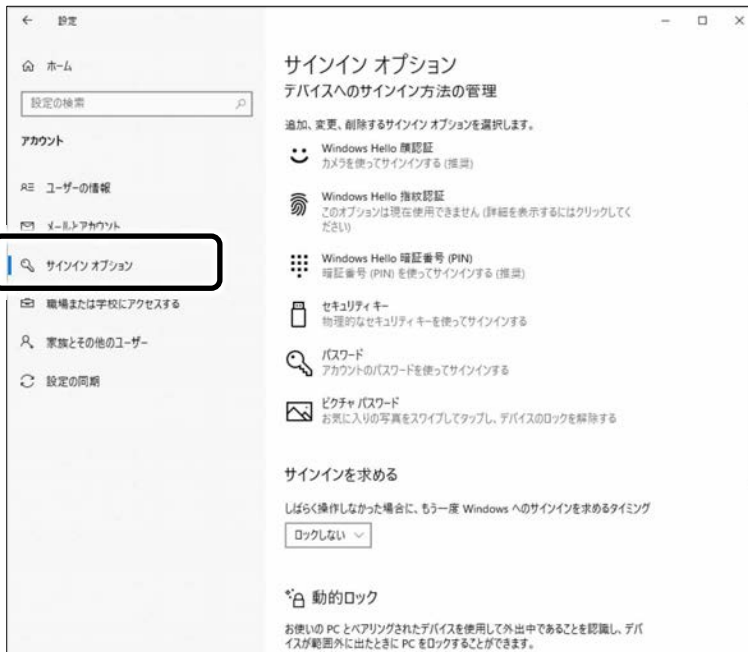 設定
ホーム
設定の検索
アカウント
ユーザーの情報
メールとアカウント
サインイン オプション
職場または学校にアクセスする
家族とその他のユーザー
設定の同期
サインイン オプション
デバイスへのサインイン方法の管理
追加、変更、削除するサインイン オプションを選択します。
Windows Hello 顔認証
カメラを使ってサインインする (推奨)
Windows Hello 指紋認証
このオプションは現在使用できません (詳細を表示するにはクリックしてく
ださい)
Windows Hello 暗証番号 (PIN)
暗証番号 (PIN) を使ってサインインする (推奨)
セキュリティ キー
物理的なセキュリティ キーを使ってサインインする
パスワード
アカウントのパスワードを使ってサインインする
ピクチャ パスワード
お気に入りの写真をスワイプしてタップし、デバイスのロックを解除する
サインインを求める
しばらく操作しなかった場合に、もう一度 Windows へのサインインを求めるタイミング
ロックしない
動的ロック
お使いの PC とペアリングされたデバイスを使用して外出中であることを認識し、デバ
イスが範囲外に出たときに PC をロックすることができます。